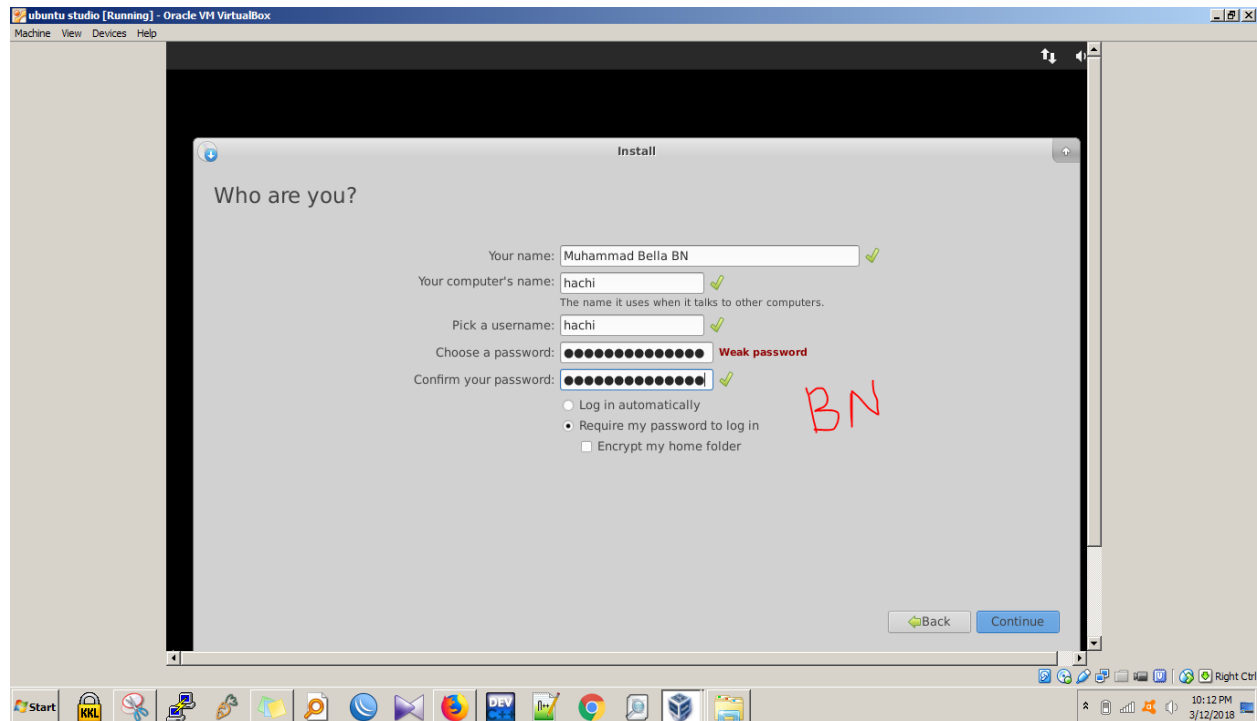 ubuntu studio [Running] - Oracle VM VirtualBox
Machine View Devices Help
Install
Who are you?
Your name: Muhammad Bella BN
Your computer's name: hachi
The name it uses when it talks to other computers.
Pick a username: hachi
Choose a password: ●●●●●●●●●●●●●● Weak password
Confirm your password: ●●●●●●●●●●●●●●
Log in automatically
BN
Require my password to log in
Encrypt my home folder
Back Continue
Right Ctrl
Start KKL DEV 10:12 PM
3/12/2018